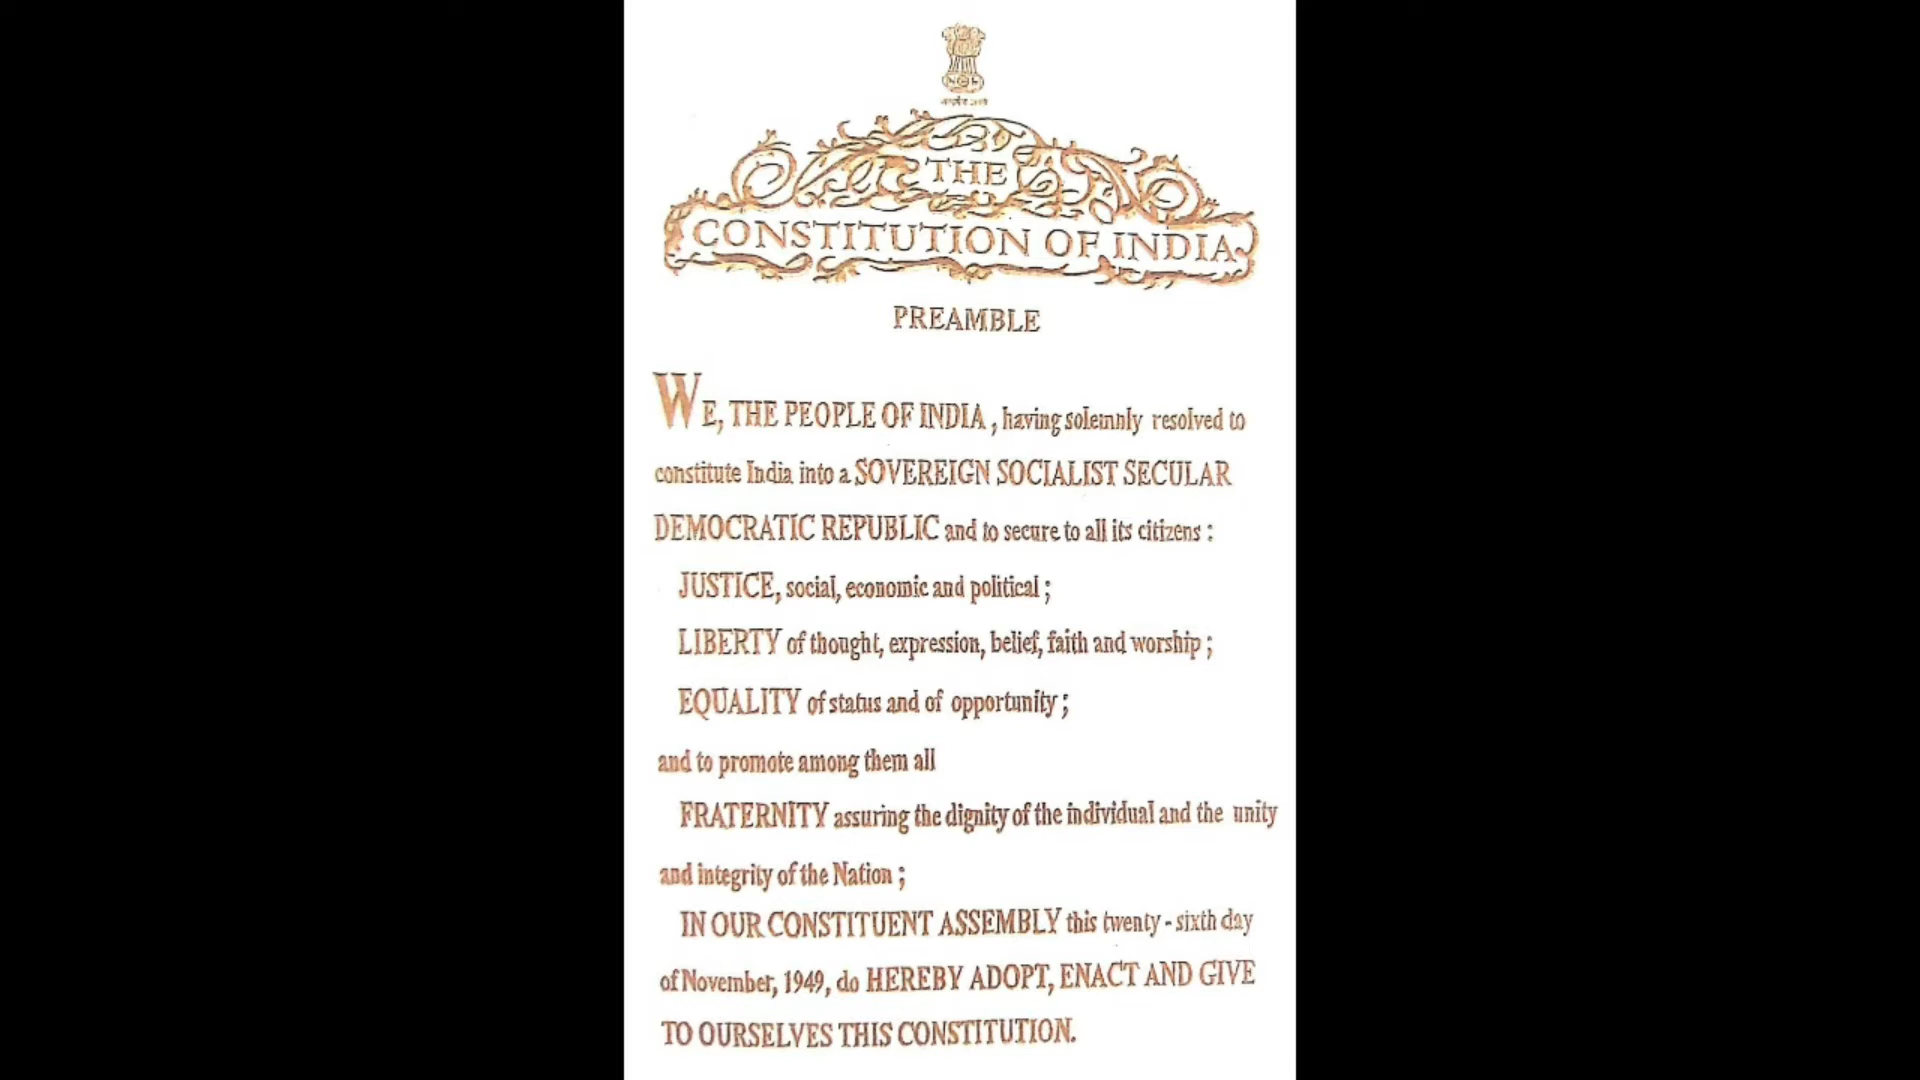 THE
CONSTITUTION OF INDIA
PREAMBLE
WE, THE PEOPLE OF INDIA, having solemnly resolved to
constitute India into a SOVEREIGN SOCIALIST SECULAR
DEMOCRATIC REPUBLIC and to secure to all its citizens :
JUSTICE, social, economic and political ;
LIBERTY of thought, expression, belief, faith and worship ;
EQUALITY of status and of opportunity ;
and to promote among them all
FRATERNITY assuring the dignity of the individual and the unity
and integrity of the Nation ;
IN OUR CONSTITUENT ASSEMBLY this twenty - sixth day
of November, 1949, do HEREBY ADOPT, ENACT AND GIVE
TO OURSELVES THIS CONSTITUTION.